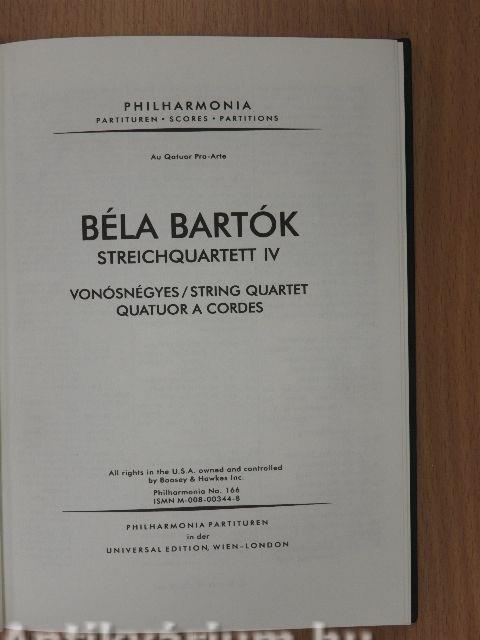 PHILHARMONIA
PARTITUREN • SCORES • PARTITIONS
Au Qatuor Pro-Arte
BÉLA BARTÓK
STREICHQUARTETT IV
VONÓSNÉGYES/STRING QUARTET
QUATUOR A CORDES
All rights in the U.S.A. owned and controlled
by Boosey & Hawkes Inc.
Philharmonia No. 166
ISMN M-008-00344-8
PHILHARMONIA PARTITUREN
in der
UNIVERSAL EDITION, WIEN–LONDON
Antikvárium.hu